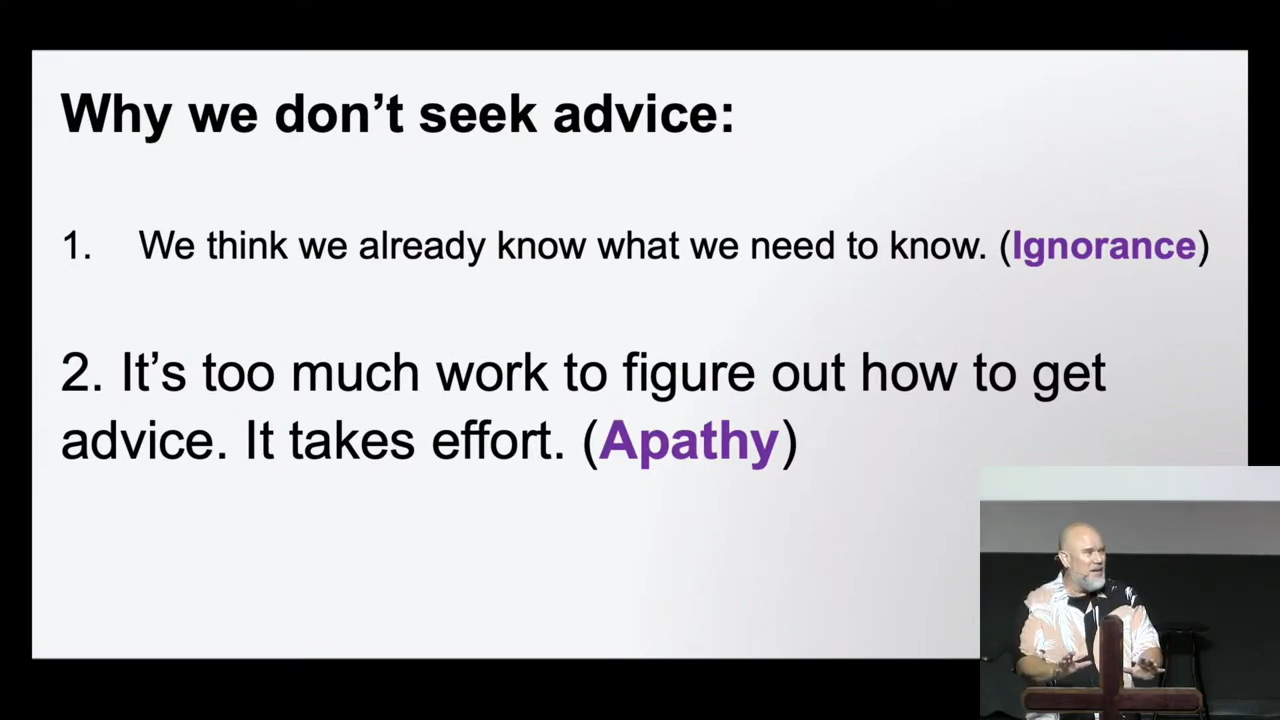 Why we don’t seek advice:
1. We think we already know what we need to know. (Ignorance)
2. It’s too much work to figure out how to get
advice. It takes effort. (Apathy)